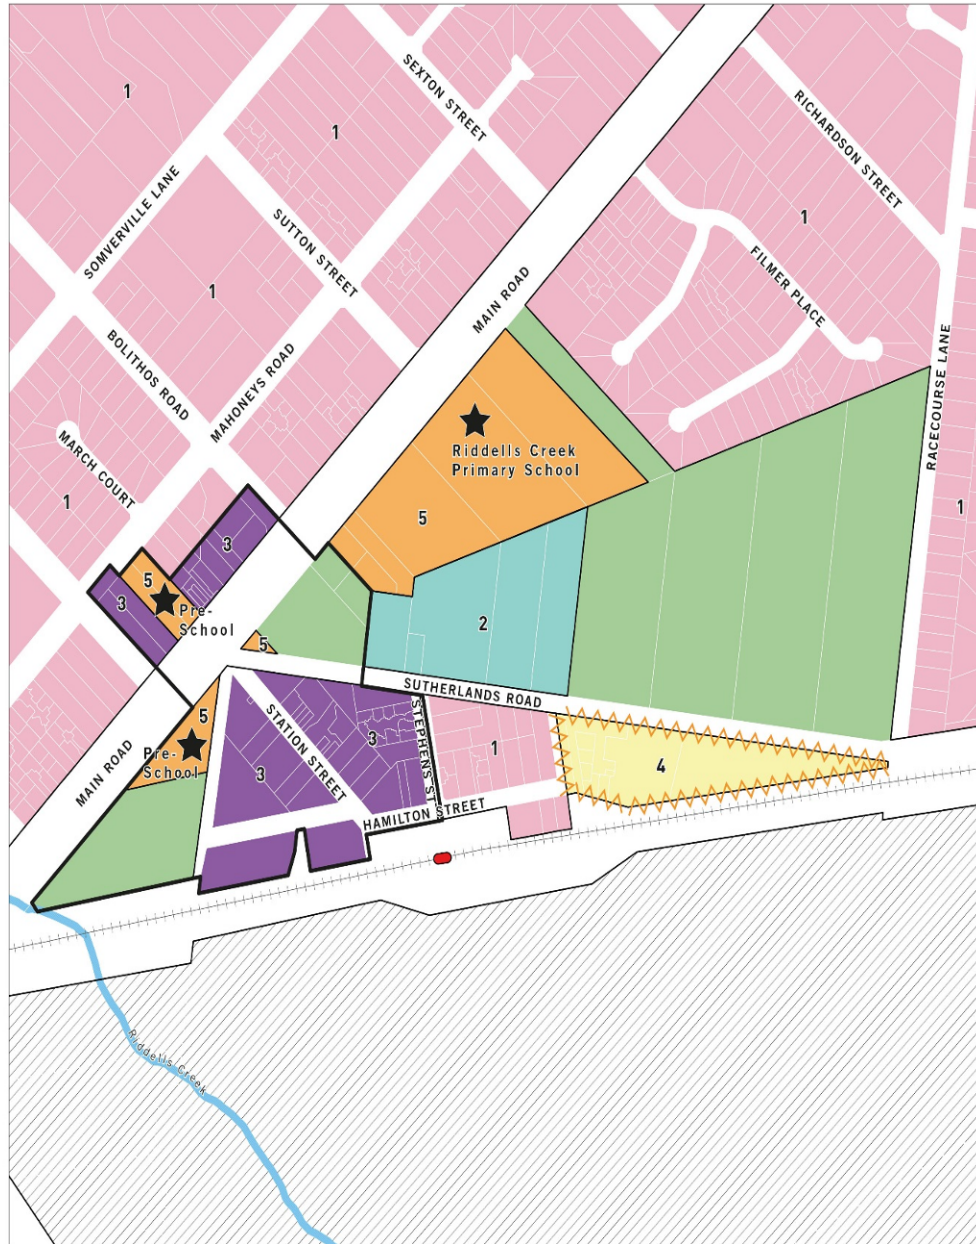 SEXTON STREET
RICHARDSON STREET
1
1
SOMVERVILLE LANE
SUTTON STREET
1
FILMER PLACE
1
MAIN ROAD
BOLITHOS ROAD
MAHONEYS ROAD
RACECOURSE LANE
MARCH COURT
Riddells Creek
Primary School
1
5
1
3
5
3
Pre-
School
2
5
SUTHERLANDS ROAD
5
STATION STREET
STEPHENS ST
3
1
Pre-
School
3
4
MAIN ROAD
HAMILTON STREET
Riddells Creek